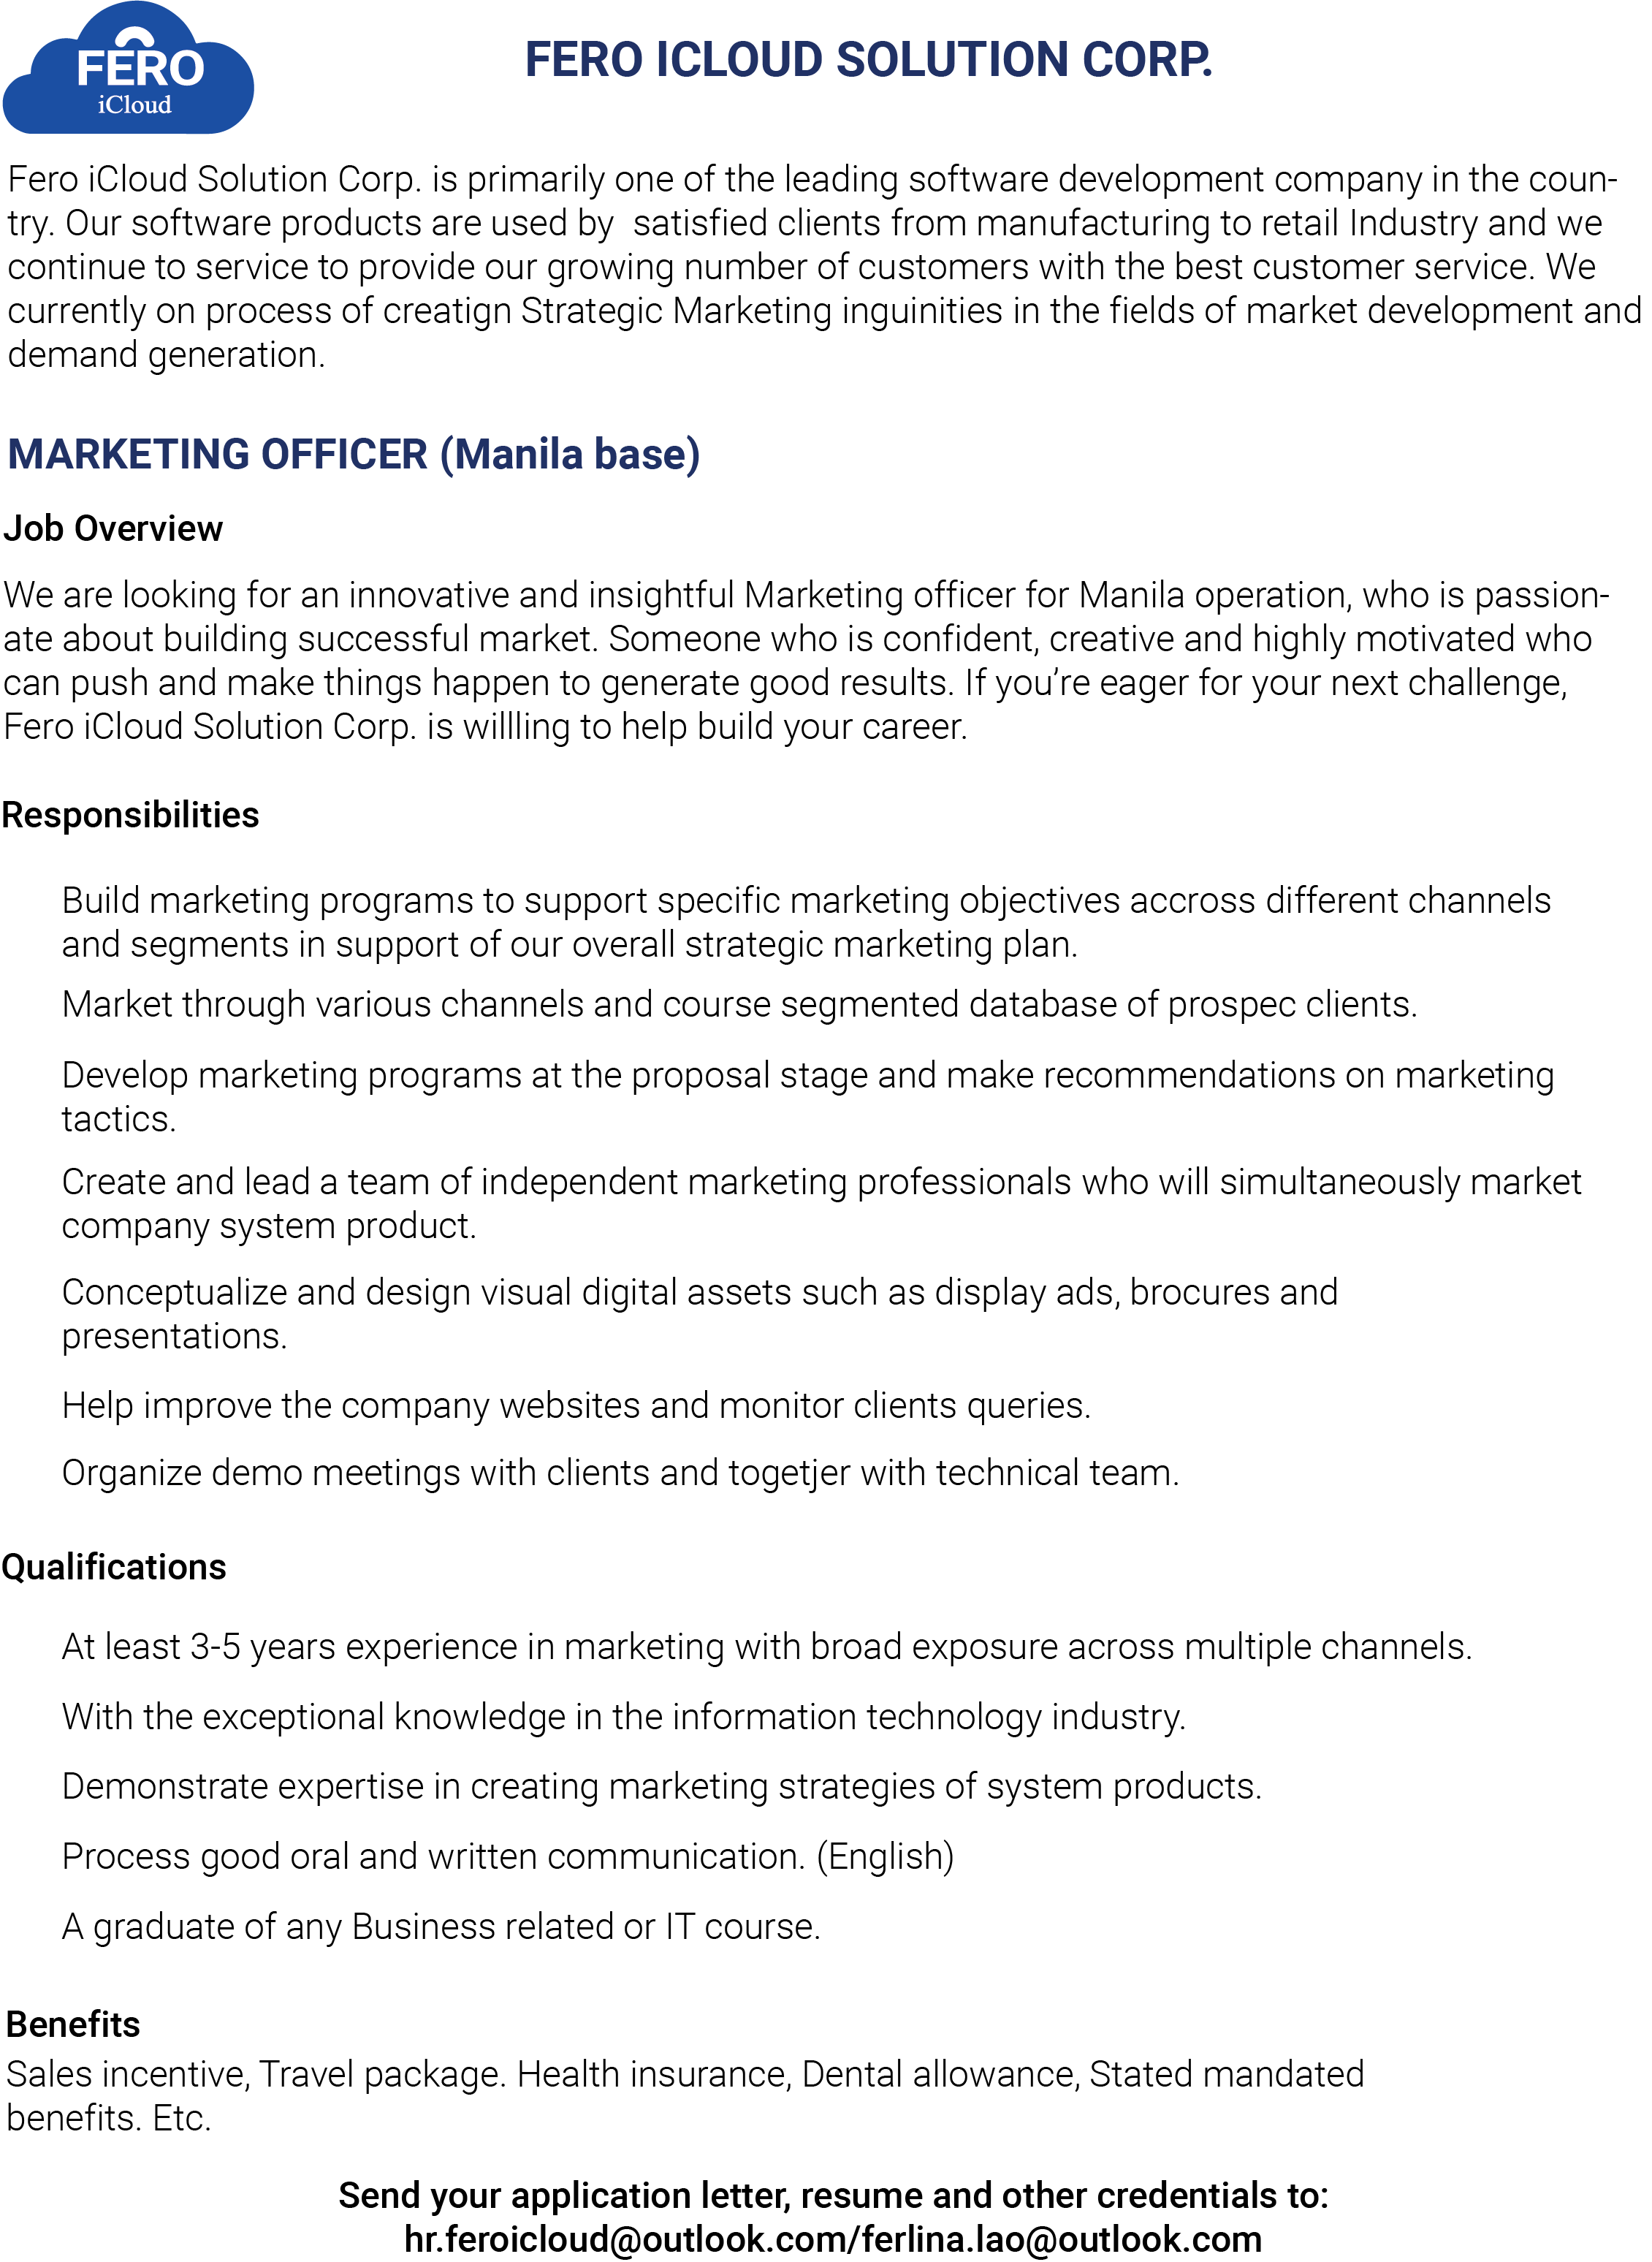 FERO
iCloud
FERO ICLOUD SOLUTION CORP.
Fero iCloud Solution Corp. is primarily one of the leading software development company in the coun-
try. Our software products are used by  satisfied clients from manufacturing to retail Industry and we
continue to service to provide our growing number of customers with the best customer service. We
currently on process of creatign Strategic Marketing inguinities in the fields of market development and
demand generation.
MARKETING OFFICER (Manila base)
Job Overview
We are looking for an innovative and insightful Marketing officer for Manila operation, who is passion-
ate about building successful market. Someone who is confident, creative and highly motivated who
can push and make things happen to generate good results. If you’re eager for your next challenge,
Fero iCloud Solution Corp. is willling to help build your career.
Responsibilities
Build marketing programs to support specific marketing objectives accross different channels
and segments in support of our overall strategic marketing plan.
Market through various channels and course segmented database of prospec clients.
Develop marketing programs at the proposal stage and make recommendations on marketing
tactics.
Create and lead a team of independent marketing professionals who will simultaneously market
company system product.
Conceptualize and design visual digital assets such as display ads, brocures and
presentations.
Help improve the company websites and monitor clients queries.
Organize demo meetings with clients and togetjer with technical team.
Qualifications
At least 3-5 years experience in marketing with broad exposure across multiple channels.
With the exceptional knowledge in the information technology industry.
Demonstrate expertise in creating marketing strategies of system products.
Process good oral and written communication. (English)
A graduate of any Business related or IT course.
Benefits
Sales incentive, Travel package. Health insurance, Dental allowance, Stated mandated
benefits. Etc.
Send your application letter, resume and other credentials to:
hr.feroicloud@outlook.com/ferlina.lao@outlook.com